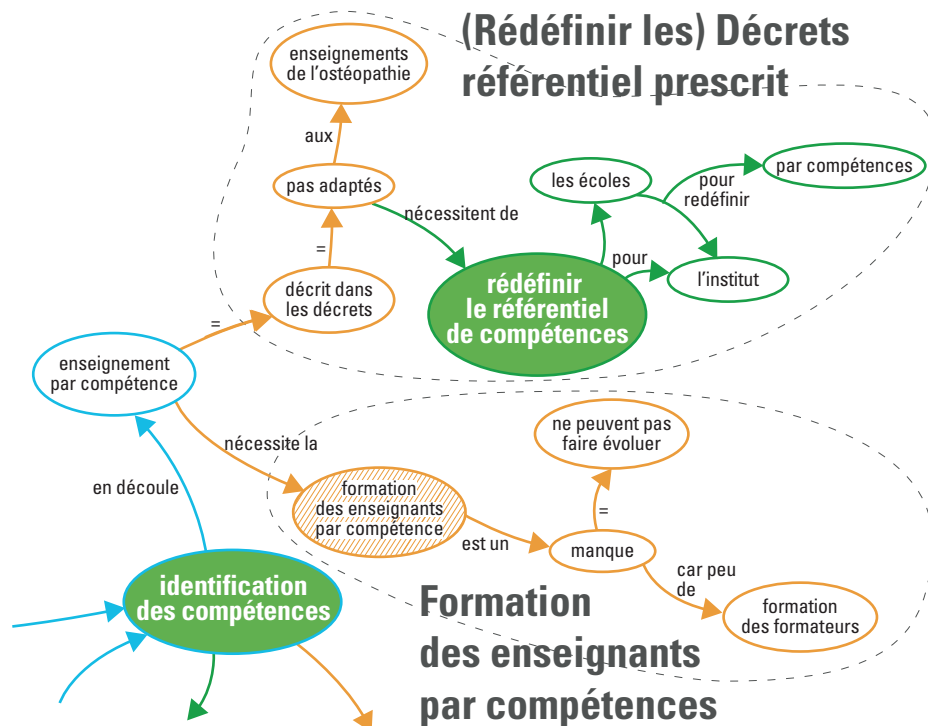 (Rédéfinir les) Décrets
référentiel prescrit
enseignements
de l'ostéopathie
aux
pas adaptés
nécessitent de
les écoles
pour
redéfinir
par compétences
=
décrit dans
les décrets
rédéfinir
le référentiel
de compétences
pour
l'institut
=
enseignement
par compétence
nécessite la
en découle
ne peuvent pas
faire évoluer
formation
des enseignants
par compétence
=
est un
manque
car peu
de
formation
des formateurs
identification
des compétences
Formation
des enseignants
par compétences